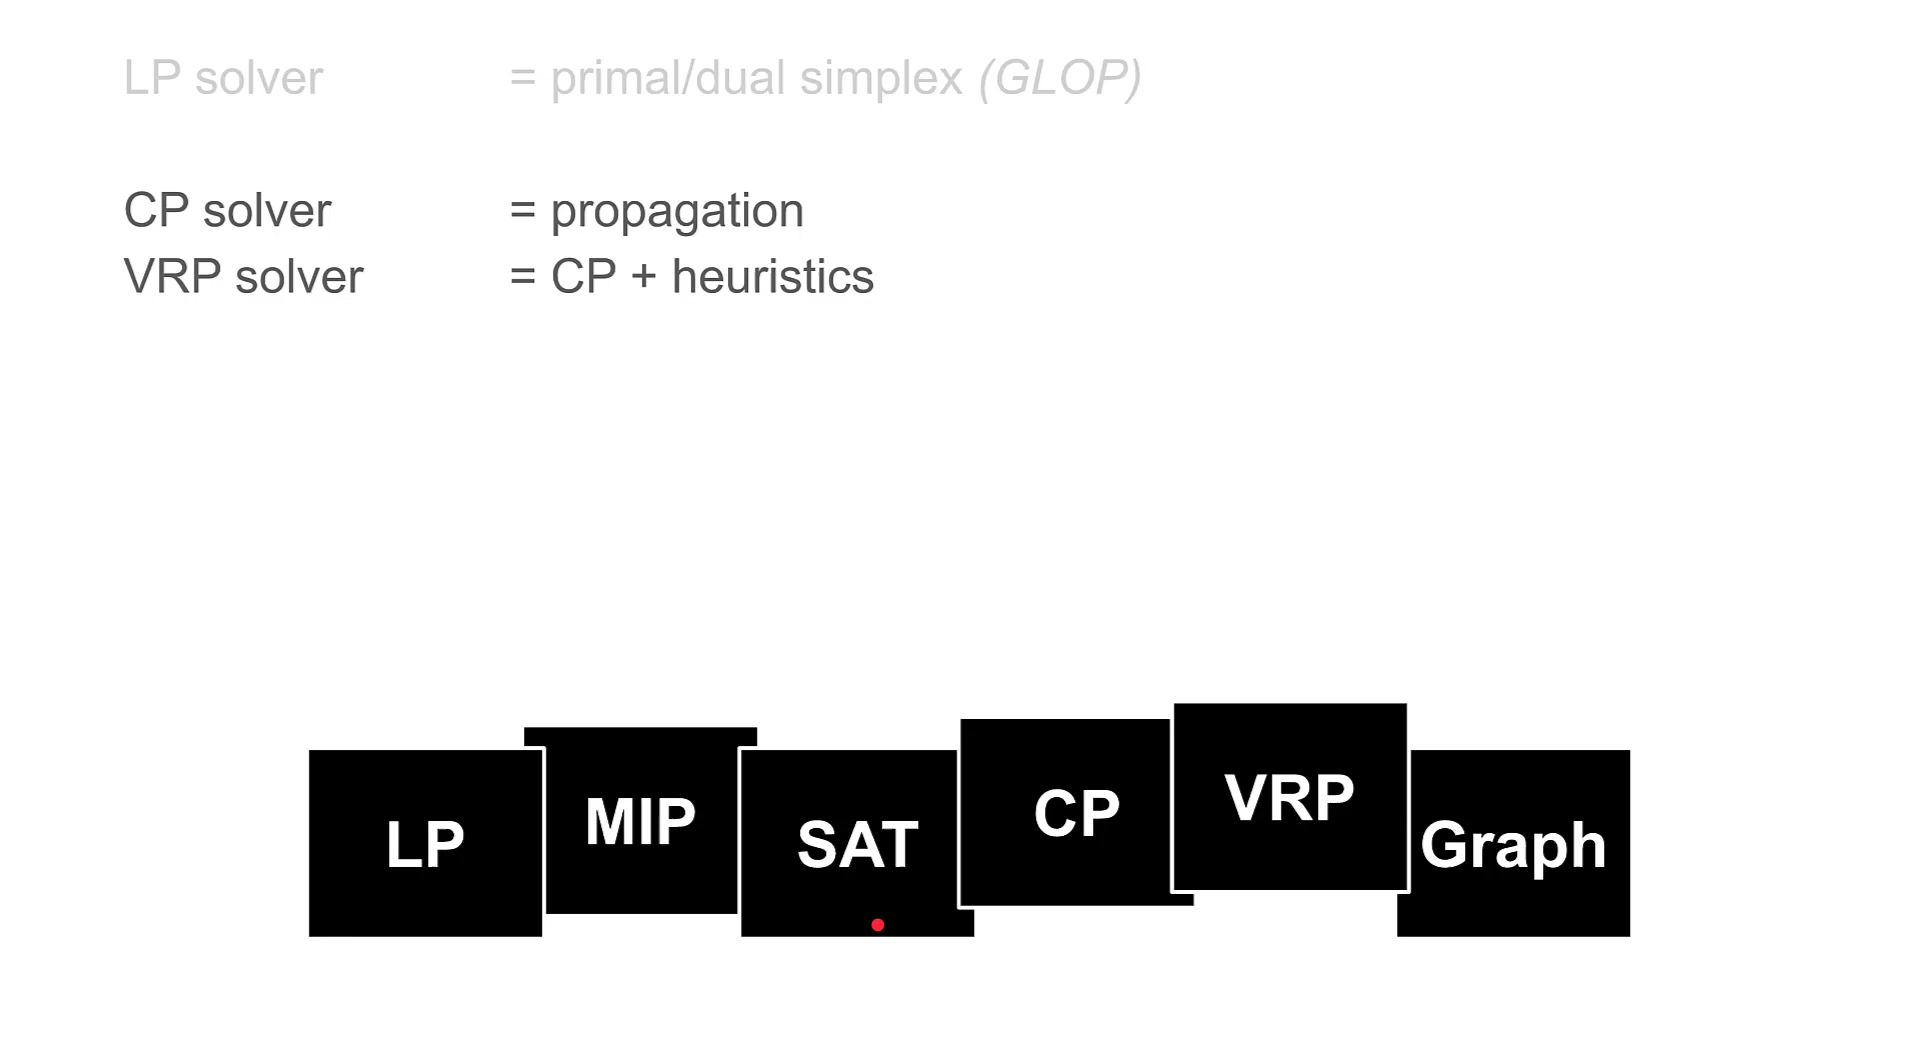 LP solver = primal/dual simplex (GLOP)
CP solver = propagation
VRP solver = CP + heuristics
LP
MIP
SAT
CP
VRP
Graph